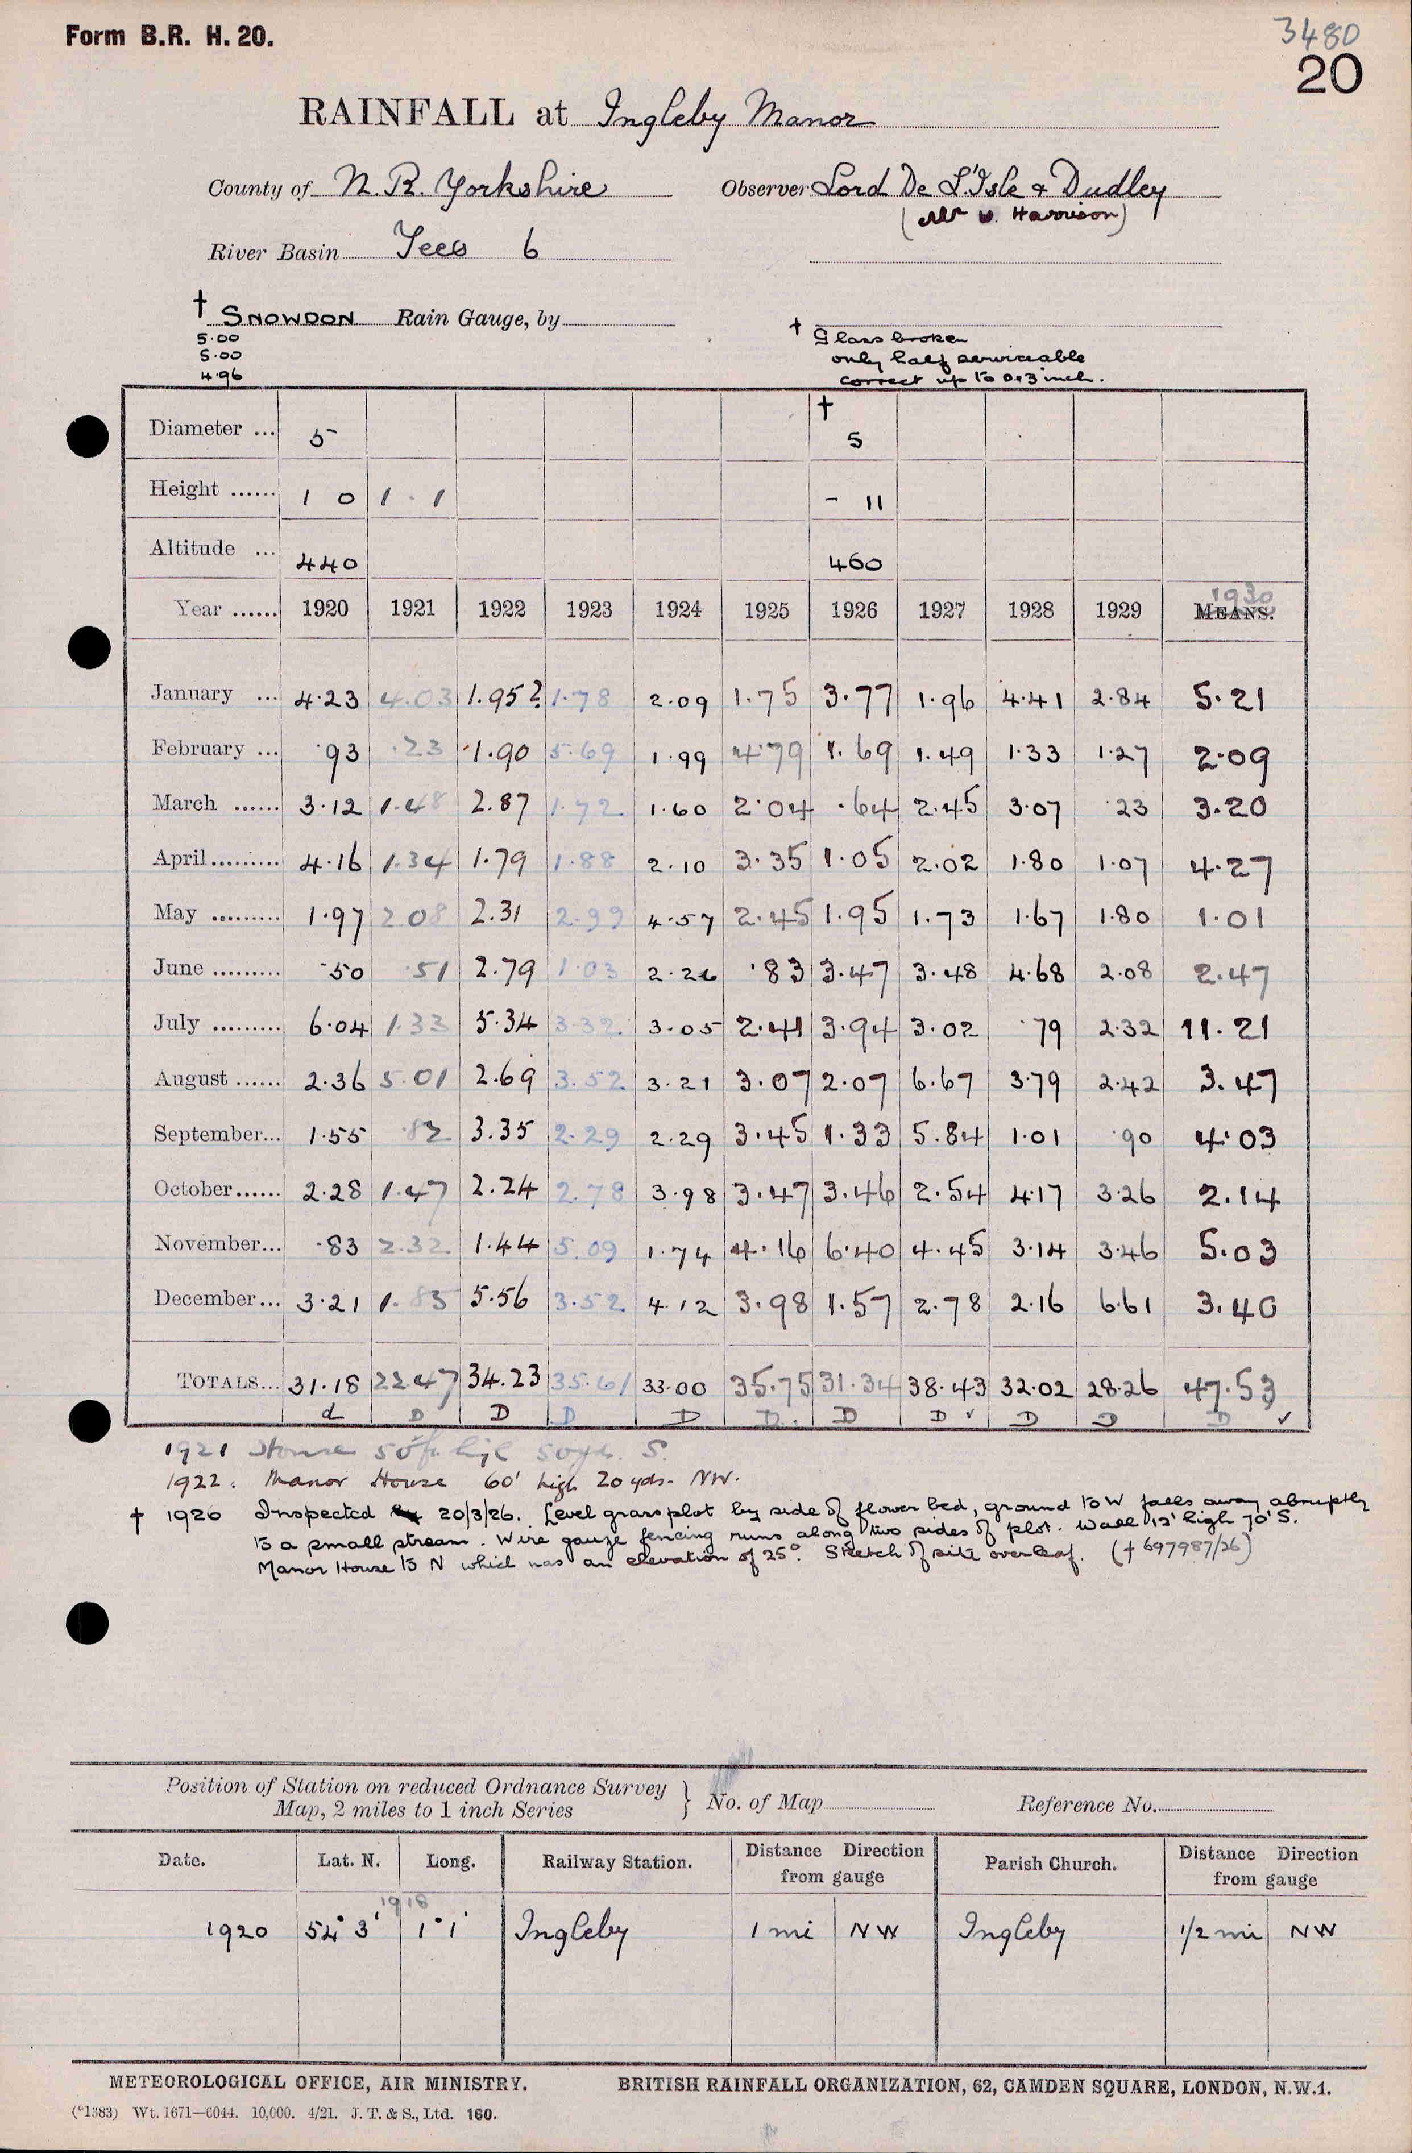 Form B.R. H. 20.
3480
20
RAINFALL at Ingleby Manor
County of N. R. Yorkshire Observer Lord De L'Isle & Dudley
(Mr W. Harrison)
River Basin Tees 6
† SNOWDON Rain Gauge, by
5.00
5.00
4.96
† Glass broken
only half serviceable
correct up to 0.3 inch.
Diameter ... 5 † 5
Height ...... 1 0 1 . 1 - 11
Altitude ... 440 460
Year ...... 1920 1921 1922 1923 1924 1925 1926 1927 1928 1929 MEANS. 1930
January ... 4.23 4.03 1.95? 1.78 2.09 1.75 3.77 1.96 4.41 2.84 5.21
February ... .93 .23 1.90 5.69 1.99 4.79 1.69 1.49 1.33 1.27 2.09
March ...... 3.12 1.48 2.87 1.72 1.60 2.04 .64 2.45 3.07 .23 3.20
April ......... 4.16 1.34 1.79 1.88 2.10 3.35 1.05 2.02 1.80 1.07 4.27
May ......... 1.97 2.08 2.31 2.99 4.57 2.45 1.95 1.73 1.67 1.80 1.01
June ......... .50 .51 2.79 1.03 2.26 .83 3.47 3.48 4.68 2.08 2.47
July ......... 6.04 1.33 5.34 3.32 3.05 2.41 3.94 3.02 .79 2.32 11.21
August ...... 2.36 5.01 2.69 3.52 3.21 3.07 2.07 6.67 3.79 2.42 3.47
September... 1.55 .83 3.35 2.29 2.29 3.45 1.33 5.84 1.01 .90 4.03
October...... 2.28 1.47 2.24 2.78 3.98 3.47 3.46 2.54 4.17 3.26 2.14
November... .83 2.32 1.44 5.09 1.74 4.16 6.40 4.45 3.14 3.46 5.03
December... 3.21 1.85 5.56 3.52 4.12 3.98 1.57 2.78 2.16 6.61 3.40
TOTALS... 31.18 22.47 34.23 35.61 33.00 35.75 31.34 38.43 32.02 28.26 47.53
d D D D D D D D ✓ D D D ✓
1921 House 50ft high 50yds. S.
1922. Manor House 60' high 20 yds. NW.
† 1926 Inspected 20/3/26. Level grass plot by side of flower bed, ground to W falls away abruptly
to a small stream. Wire gauze fencing runs along two sides of plot. Wall 12' high 70' S.
Manor House to N which has an elevation of 25°. Sketch of site overleaf. († 697987/26)
Position of Station on reduced Ordnance Survey
Map, 2 miles to 1 inch Series } No. of Map Reference No.
Date. Lat. N. Long. Railway Station. Distance Direction from gauge Parish Church. Distance Direction from gauge
1918
1920 54° 3' 1° 1' Ingleby 1 mi NW Ingleby 1/2 mi NW
METEOROLOGICAL OFFICE, AIR MINISTRY. BRITISH RAINFALL ORGANIZATION, 62, CAMDEN SQUARE, LONDON, N.W.1.
(*1383) Wt. 1671—6044. 10,000. 4/21. J. T. & S., Ltd. 160.